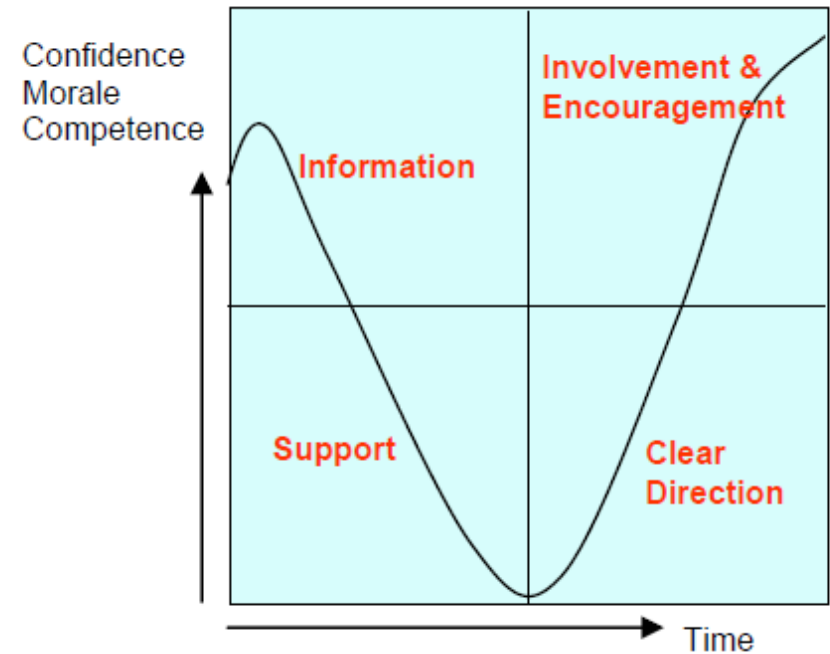 Confidence
Morale
Competence
Involvement &
Encouragement
Information
Support
Clear
Direction
Time